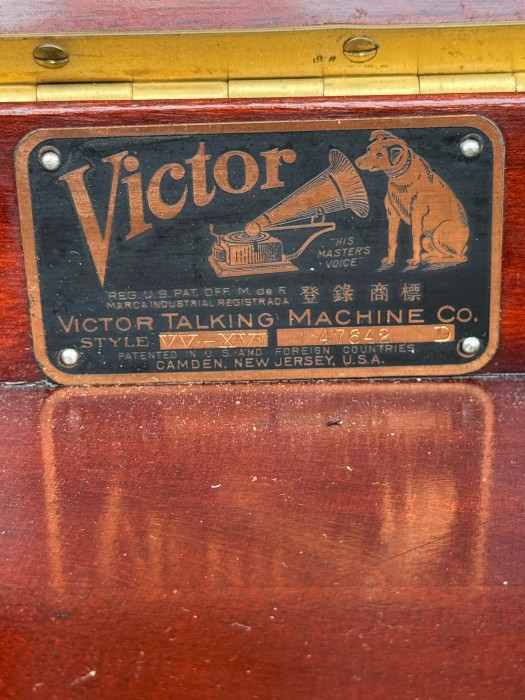 Victor
"HIS
MASTER'S
VOICE"
REG. U.S. PAT. OFF. M. de F.
MARCA INDUSTRIAL REGISTRADA
登錄商標
VICTOR TALKING MACHINE CO.
STYLE VV-XVI 47842 D
PATENTED IN U.S. AND FOREIGN COUNTRIES
CAMDEN, NEW JERSEY, U.S.A.